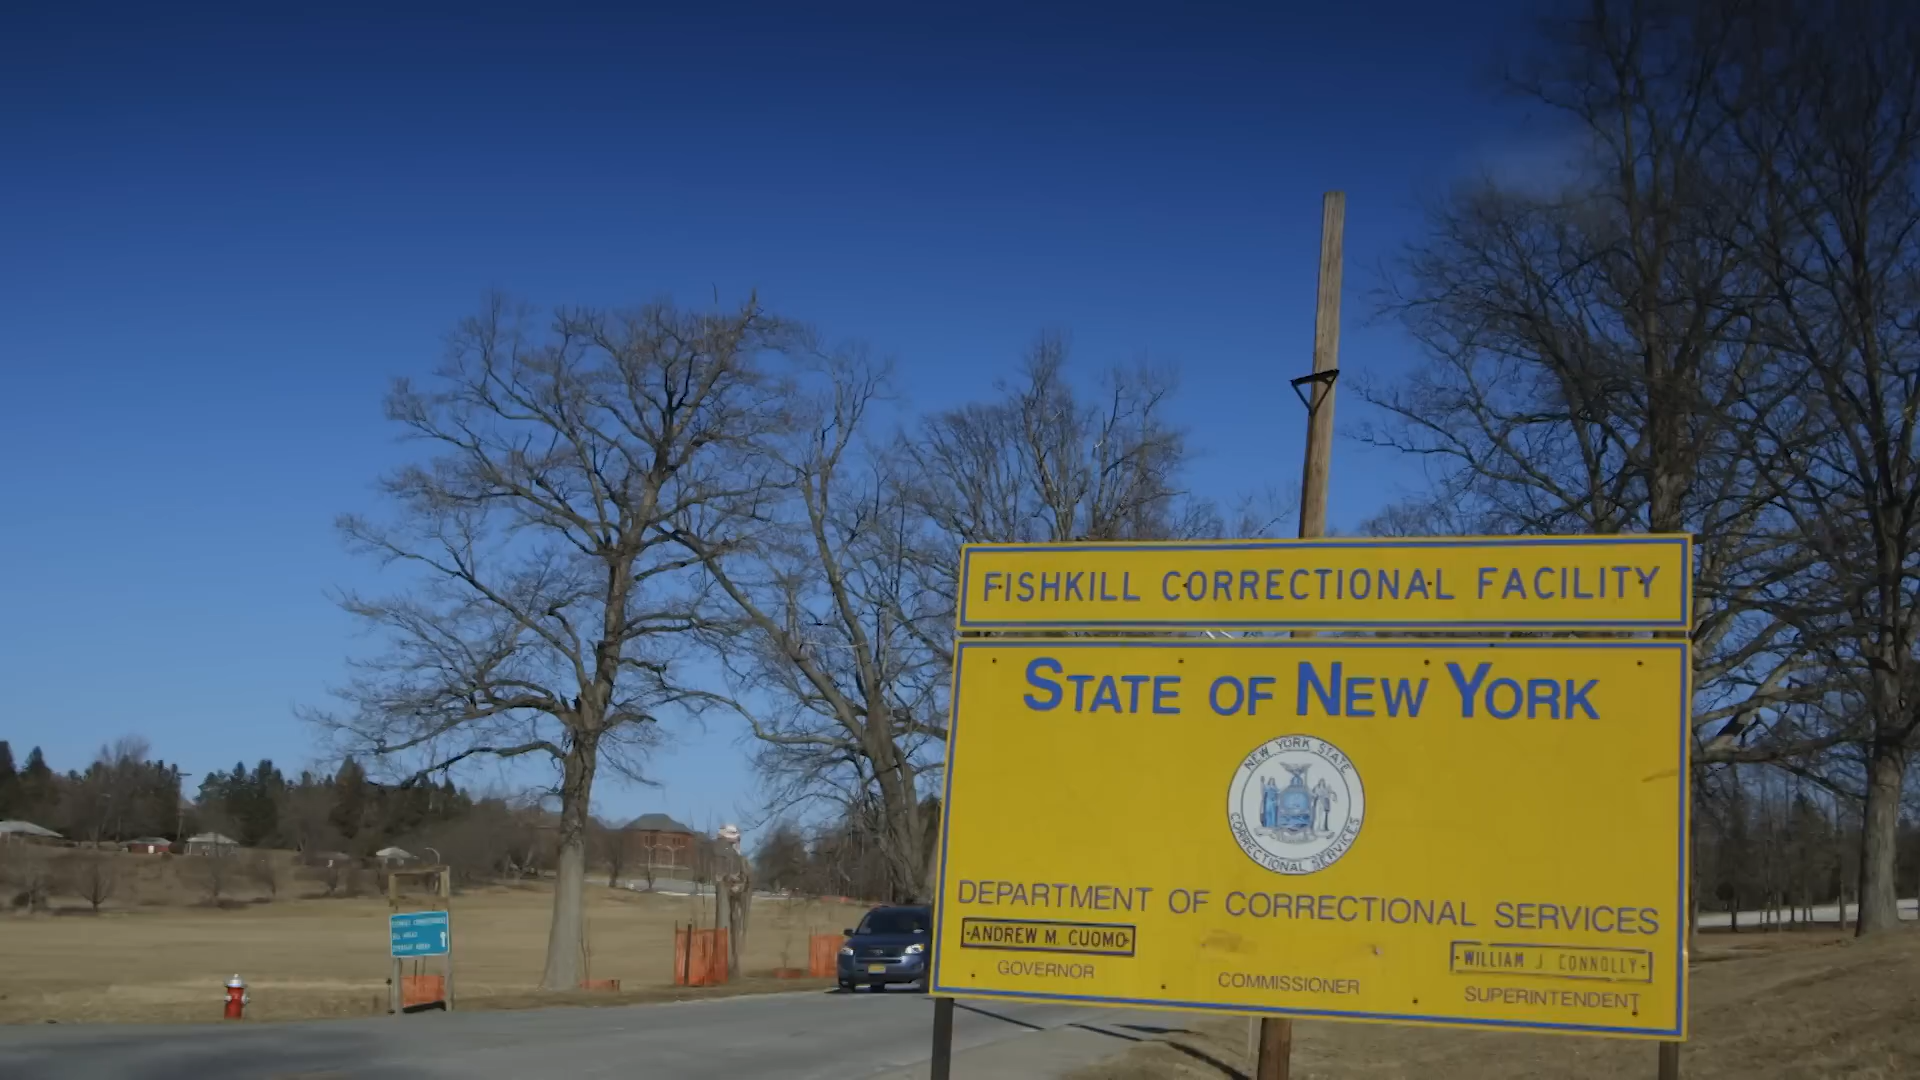 FISHKILL CORRECTIONAL FACILITY
STATE OF NEW YORK
NEW YORK STATE
CORRECTIONAL SERVICES
DEPARTMENT OF CORRECTIONAL SERVICES
ANDREW M. CUOMO
GOVERNOR
COMMISSIONER
WILLIAM J CONNOLLY
SUPERINTENDENT